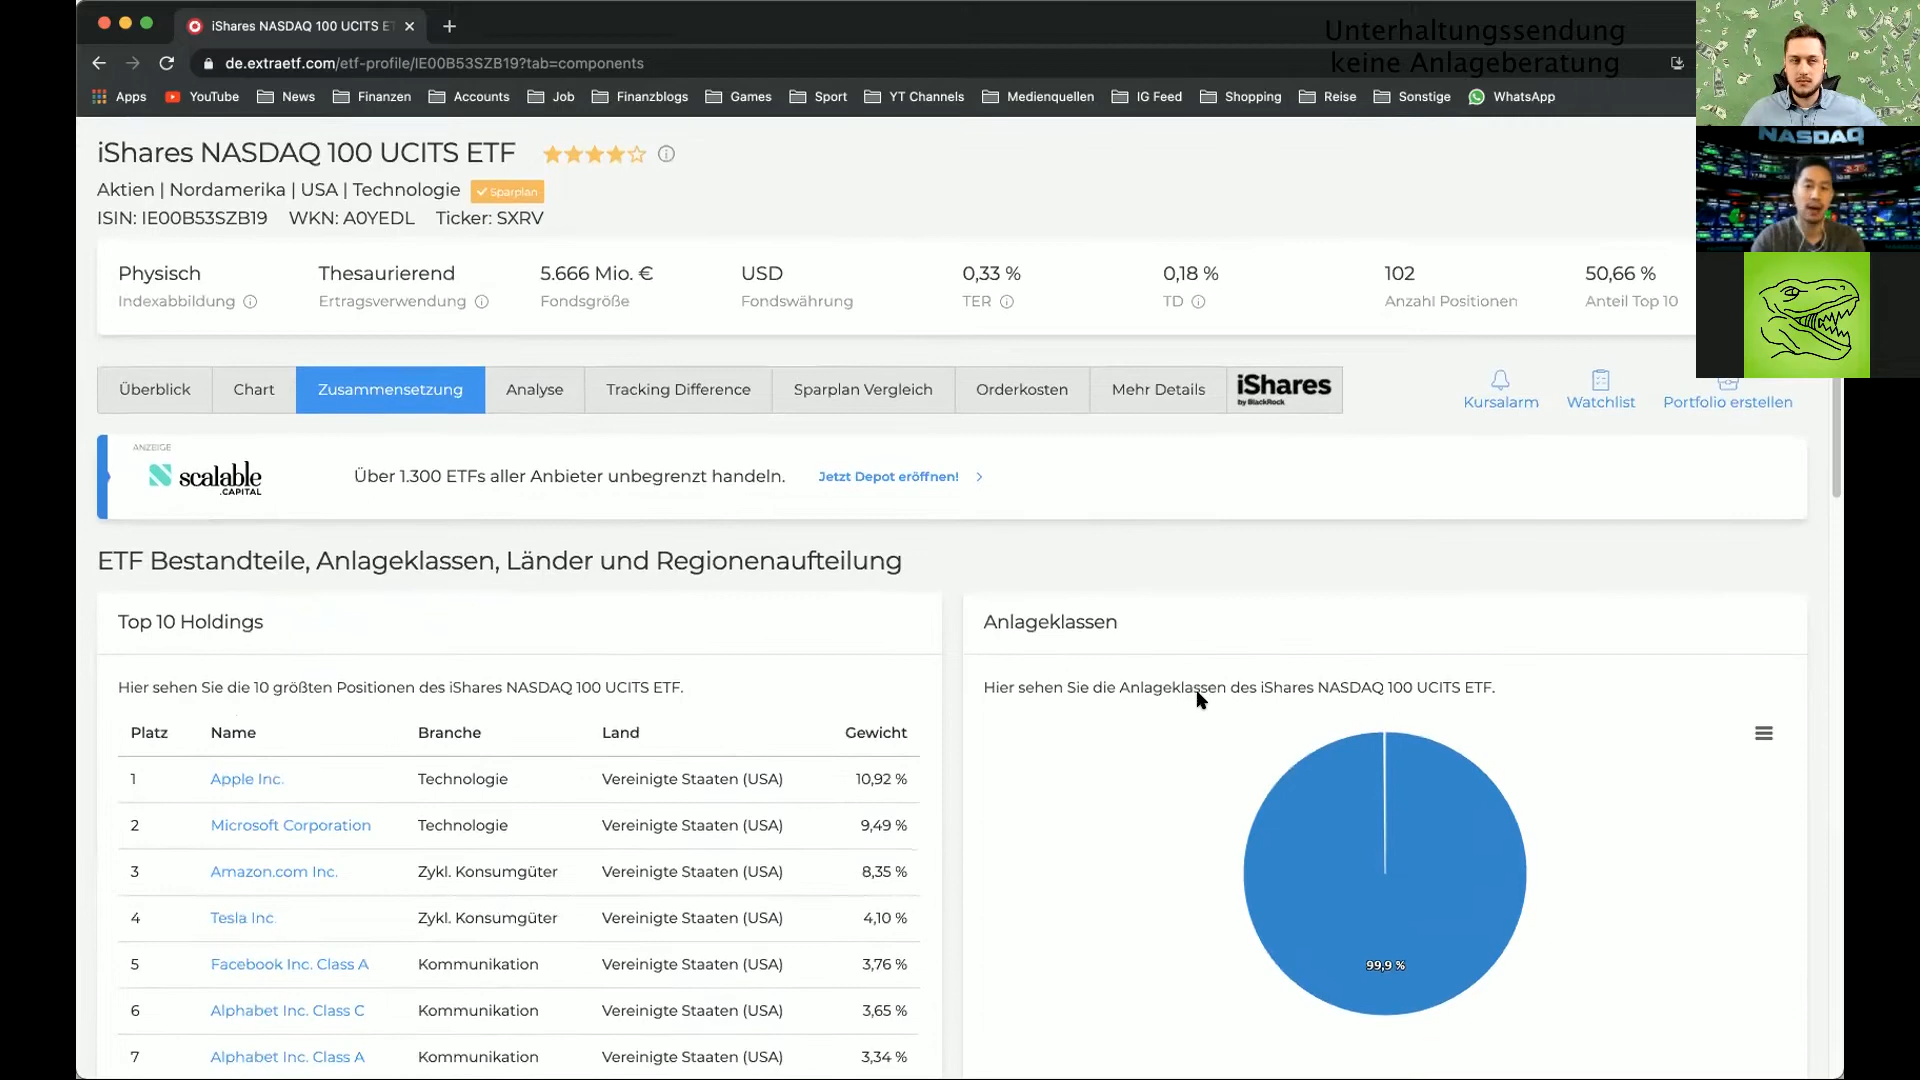 iShares NASDAQ 100 UCITS ET
Unterhaltungssendung
keine Anlageberatung
de.extraetf.com/etf-profile/IE00B53SZB19?tab=components
Apps YouTube News Finanzen Accounts Job Finanzblogs Games Sport YT Channels Medienquellen IG Feed Shopping Reise Sonstige WhatsApp
NASDAQ
iShares NASDAQ 100 UCITS ETF
Aktien | Nordamerika | USA | Technologie Sparplan
ISIN: IE00B53SZB19 WKN: A0YEDL Ticker: SXRV
Physisch Thesaurierend 5.666 Mio. € USD 0,33 % 0,18 % 102 50,66 %
Indexabbildung Ertragsverwendung Fondsgröße Fondswährung TER TD Anzahl Positionen Anteil Top 10
Überblick Chart Zusammensetzung Analyse Tracking Difference Sparplan Vergleich Orderkosten Mehr Details iShares
by BlackRock
Kursalarm Watchlist Portfolio erstellen
ANZEIGE
scalable
.CAPITAL
Über 1.300 ETFs aller Anbieter unbegrenzt handeln. Jetzt Depot eröffnen!
ETF Bestandteile, Anlageklassen, Länder und Regionenaufteilung
Top 10 Holdings
Hier sehen Sie die 10 größten Positionen des iShares NASDAQ 100 UCITS ETF.
Platz Name Branche Land Gewicht
1 Apple Inc. Technologie Vereinigte Staaten (USA) 10,92 %
2 Microsoft Corporation Technologie Vereinigte Staaten (USA) 9,49 %
3 Amazon.com Inc. Zykl. Konsumgüter Vereinigte Staaten (USA) 8,35 %
4 Tesla Inc. Zykl. Konsumgüter Vereinigte Staaten (USA) 4,10 %
5 Facebook Inc. Class A Kommunikation Vereinigte Staaten (USA) 3,76 %
6 Alphabet Inc. Class C Kommunikation Vereinigte Staaten (USA) 3,65 %
7 Alphabet Inc. Class A Kommunikation Vereinigte Staaten (USA) 3,34 %
Anlageklassen
Hier sehen Sie die Anlageklassen des iShares NASDAQ 100 UCITS ETF.
99,9 %